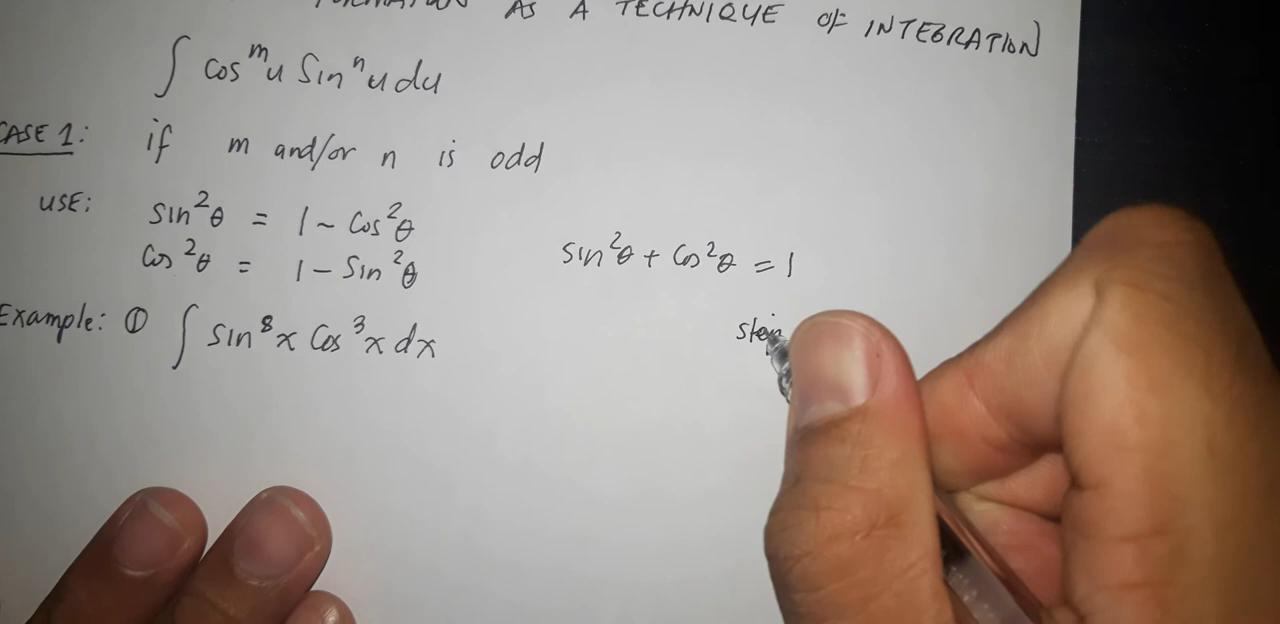 AS A TECHNIQUE OF INTEGRATION
∫ cos^m u sin^n u du
CASE 1: if m and/or n is odd
USE: sin²θ = 1 - cos²θ
cos²θ = 1 - sin²θ
sin²θ + cos²θ = 1
Example: ① ∫ sin⁸x cos³x dx